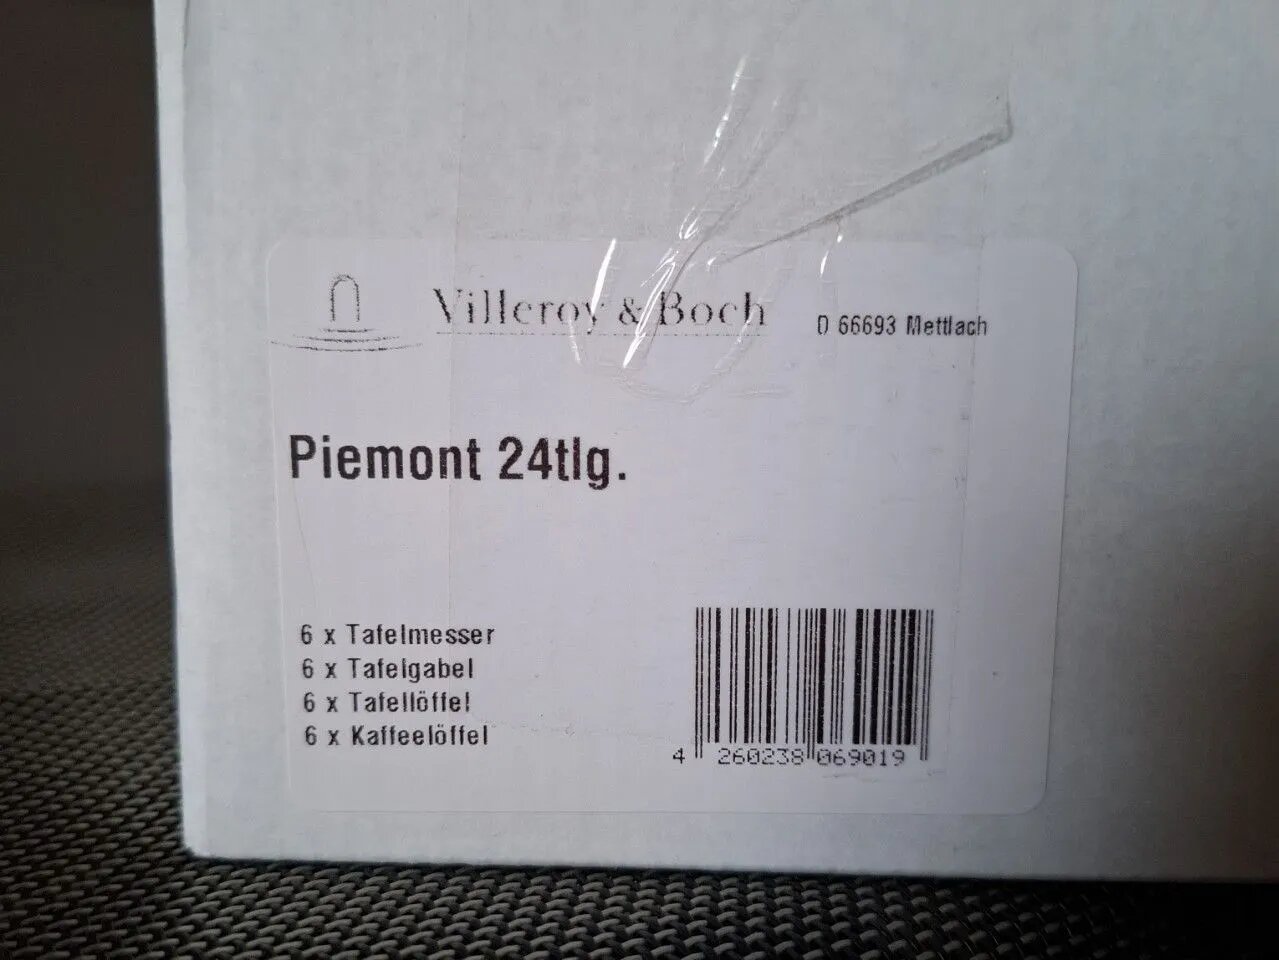 Villeroy & Boch D 66693 Mettlach
Piemont 24tlg.
6 x Tafelmesser
6 x Tafelgabel
6 x Tafellöffel
6 x Kaffeelöffel
4 260238 069019